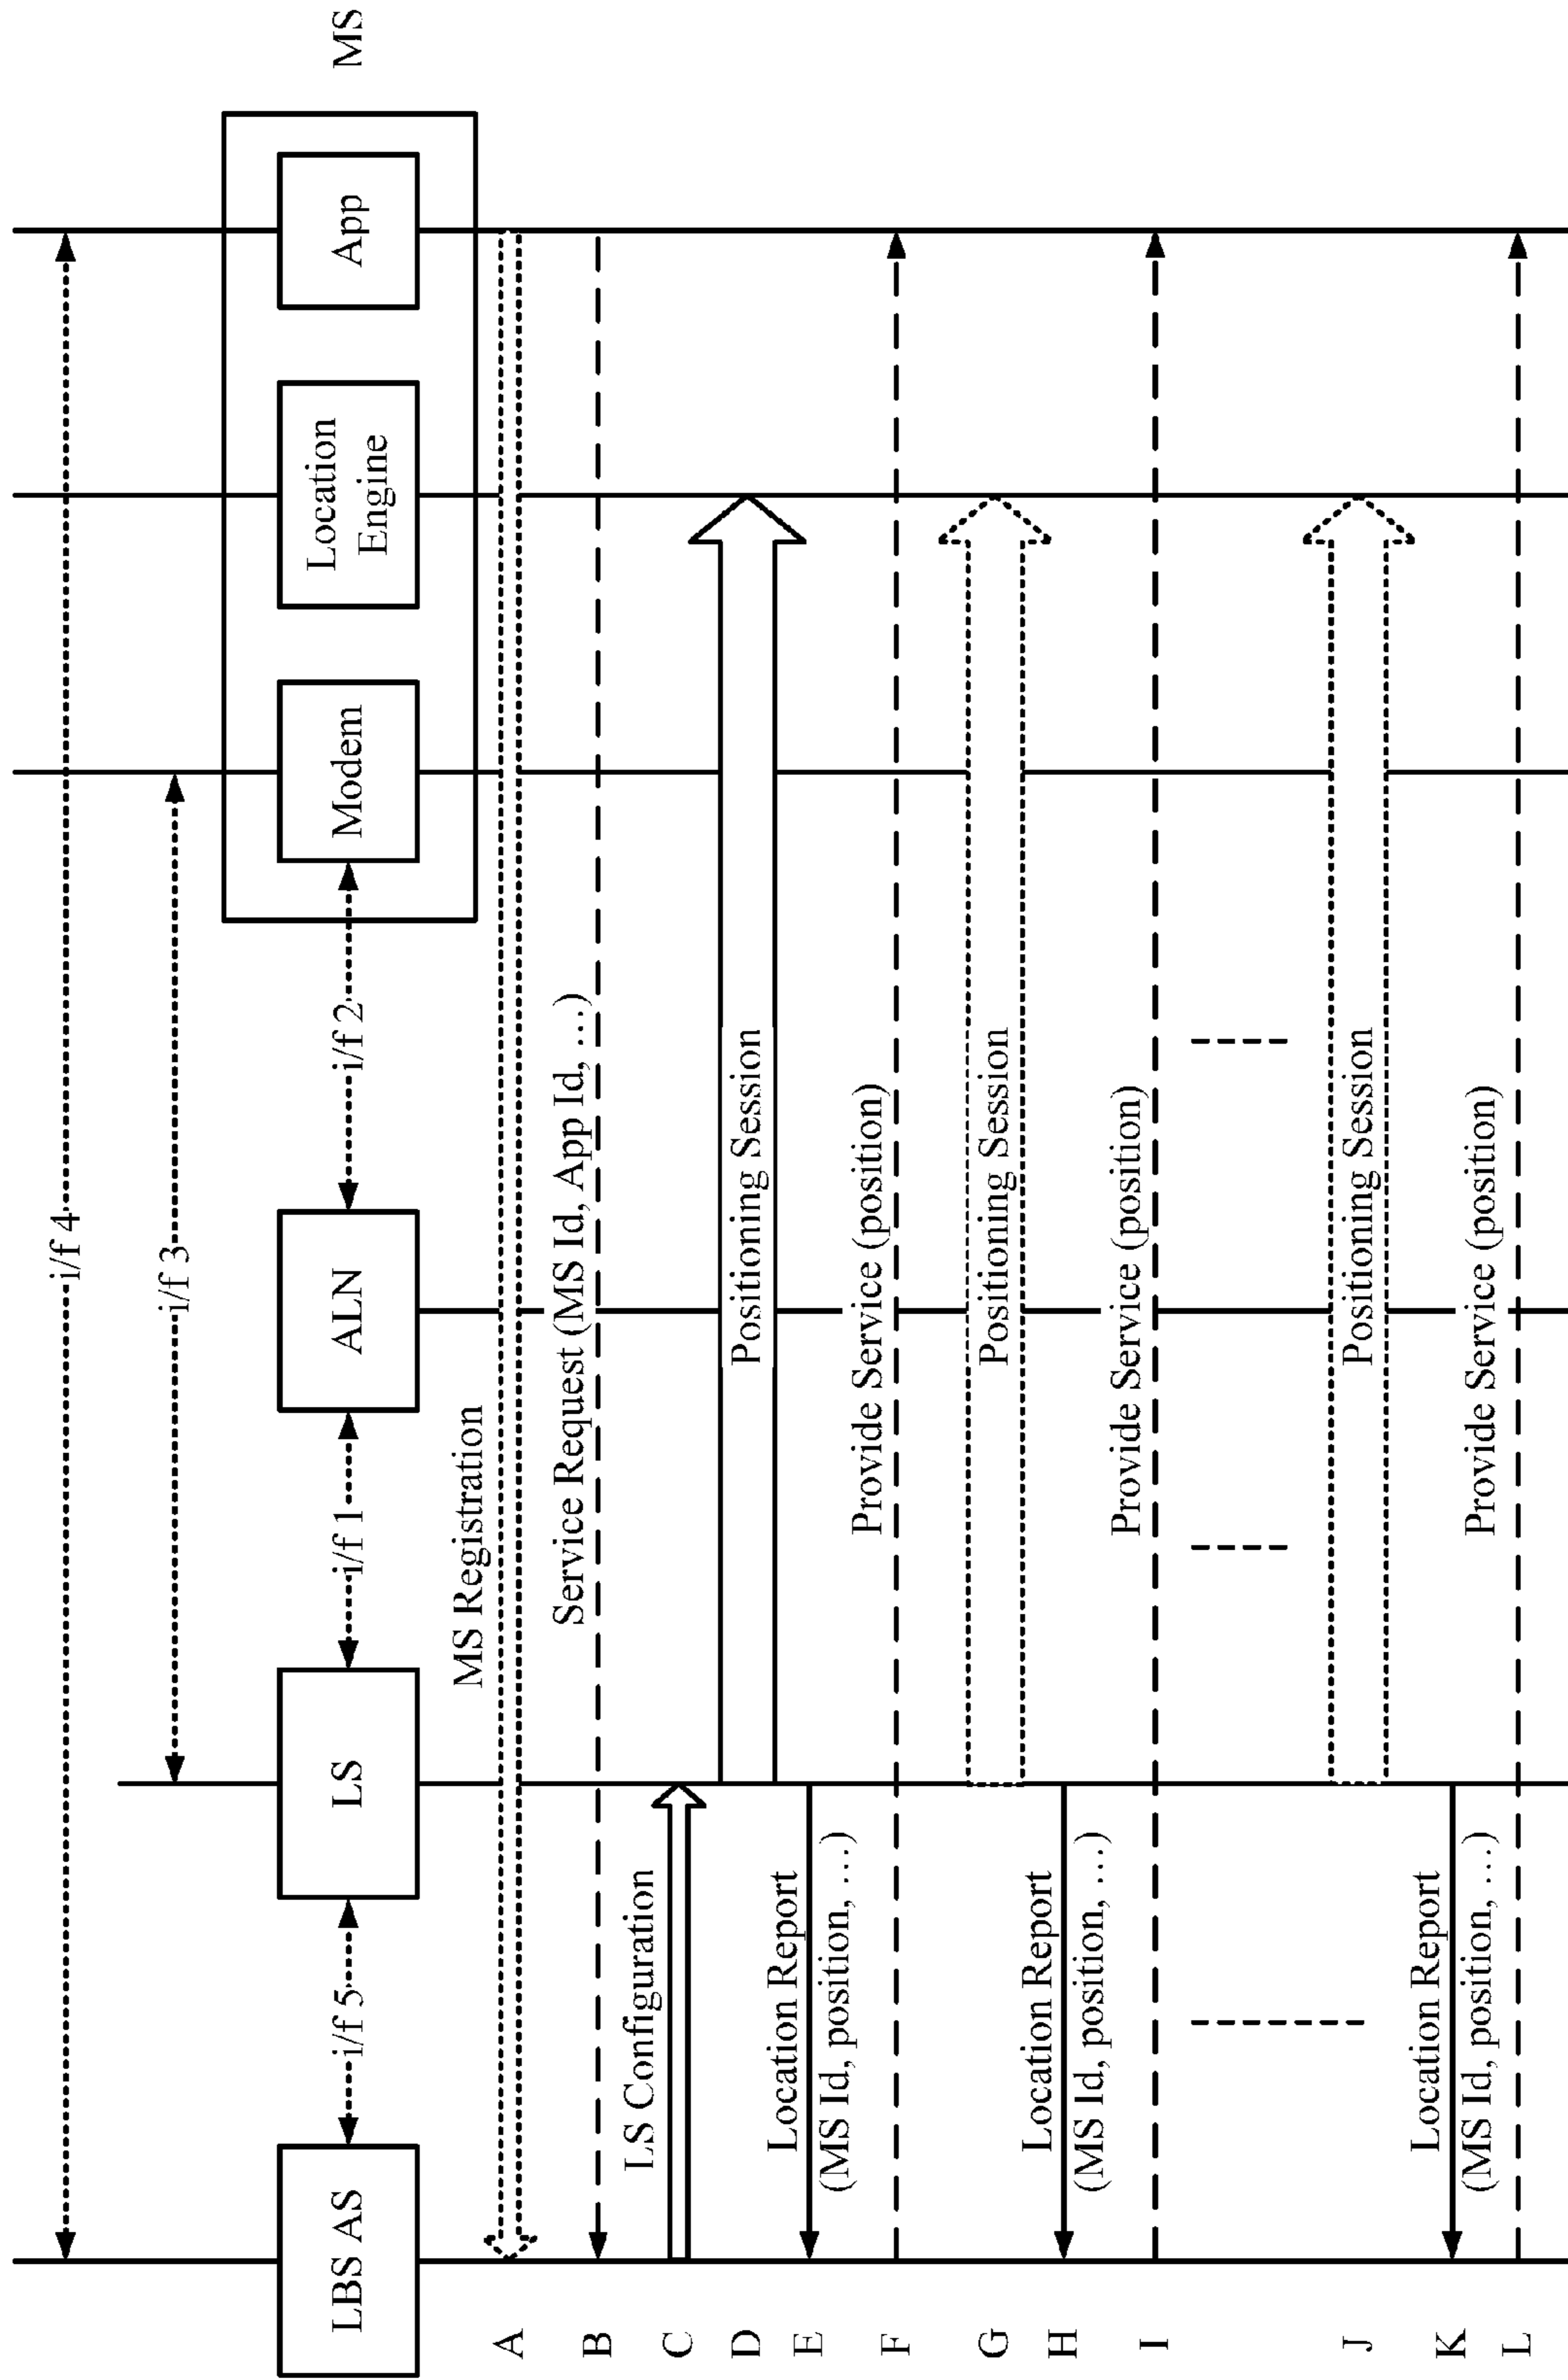 i/f 4
i/f 3
MS
LBS AS
i/f 5
LS
i/f 1
ALN
i/f 2
Modem
Location
Engine
App
A
MS Registration
B
Service Request (MS Id, App Id, …)
C
LS Configuration
D
Positioning Session
E
Location Report
(MS Id, position, …)
F
Provide Service (position)
G
Positioning Session
H
Location Report
(MS Id, position, …)
I
Provide Service (position)
J
Positioning Session
K
Location Report
(MS Id, position, …)
L
Provide Service (position)